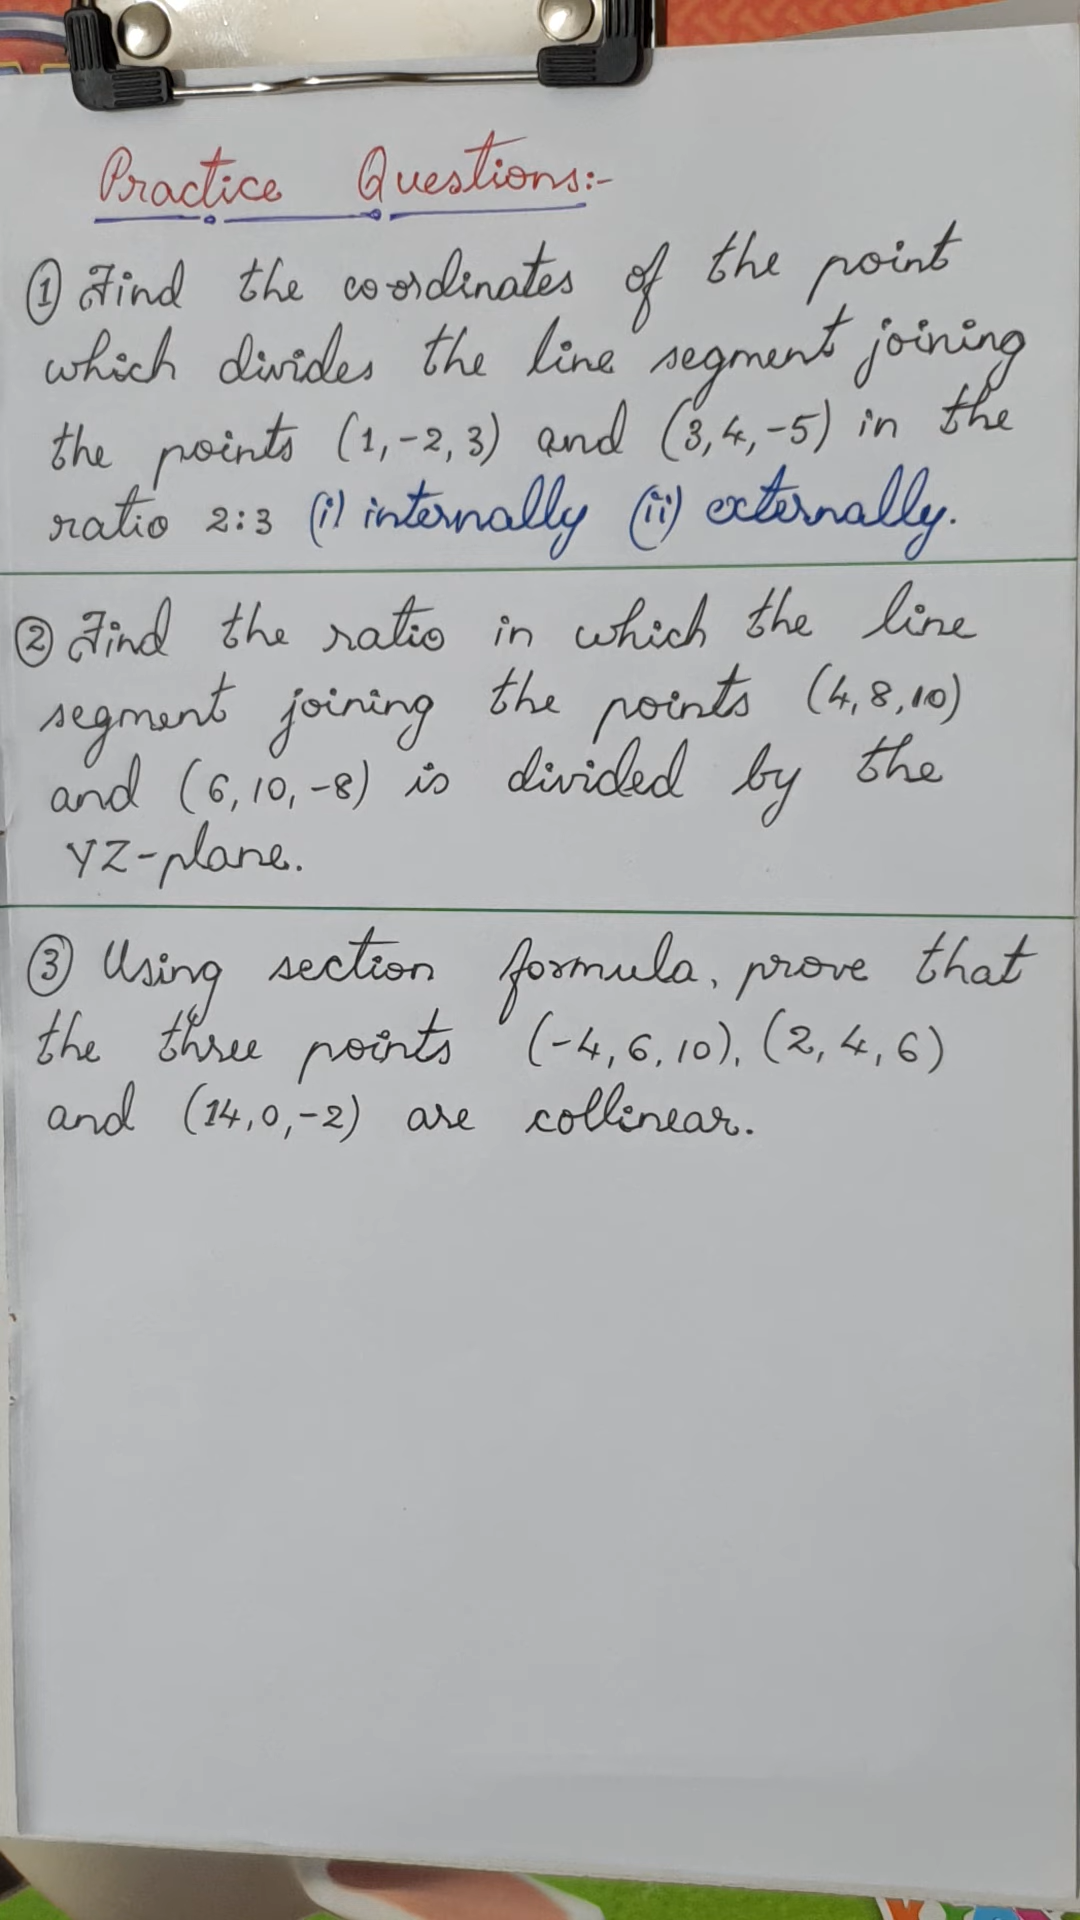 Practice Questions:-
① Find the coordinates of the point
which divides the line segment joining
the points (1,-2,3) and (3,4,-5) in the
ratio 2:3 (i) internally (ii) externally.
② Find the ratio in which the line
segment joining the points (4,8,10)
and (6,10,-8) is divided by the
YZ-plane.
③ Using section formula, prove that
the three points (-4,6,10), (2,4,6)
and (14,0,-2) are collinear.